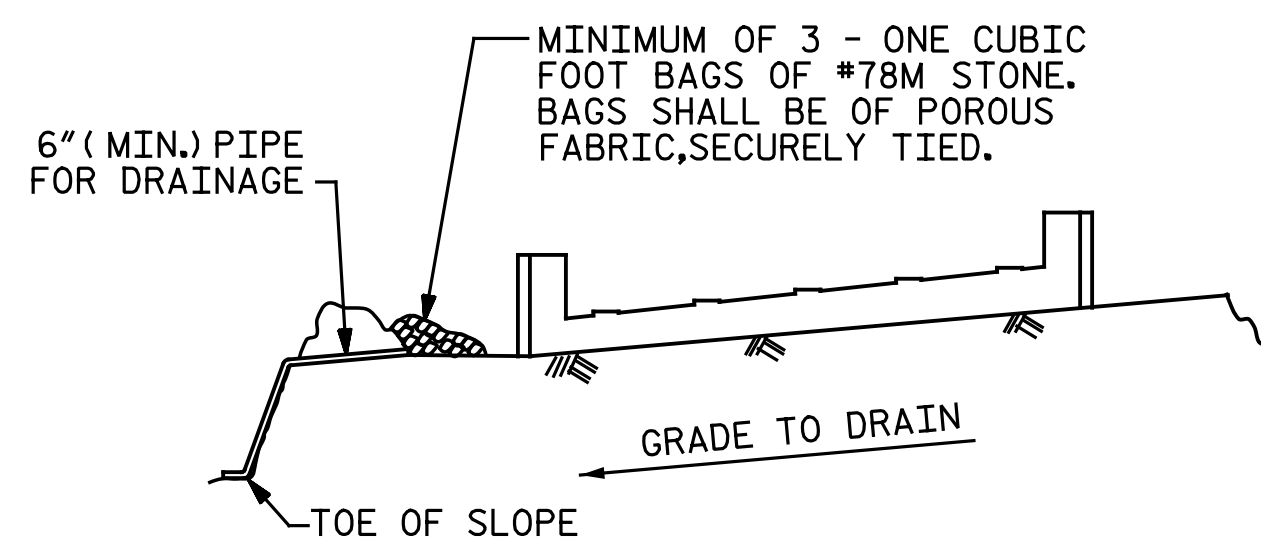 MINIMUM OF 3 - ONE CUBIC
FOOT BAGS OF #78M STONE.
BAGS SHALL BE OF POROUS
FABRIC,SECURELY TIED.
6"(MIN.) PIPE
FOR DRAINAGE
GRADE TO DRAIN
TOE OF SLOPE